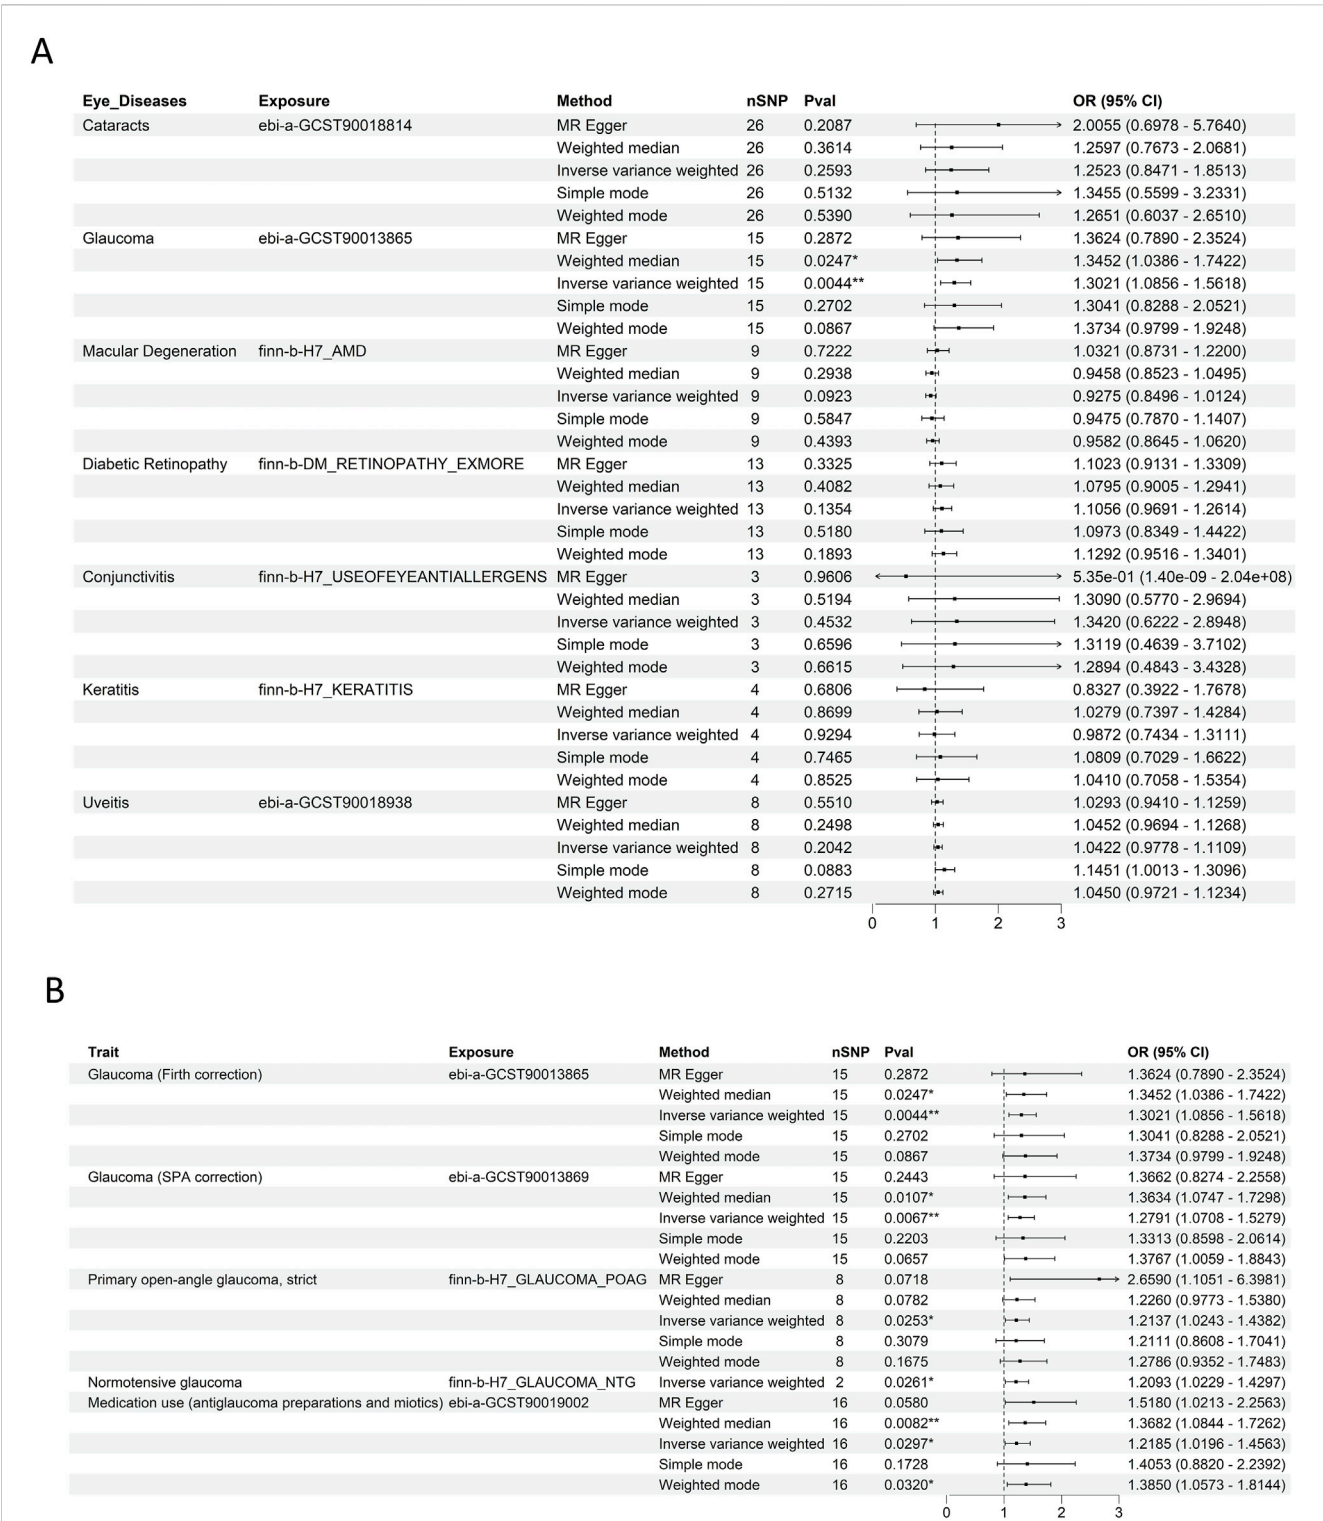 A
Eye_Diseases Exposure Method nSNP Pval OR (95% CI)
Cataracts ebi-a-GCST90018814 MR Egger 26 0.2087 2.0055 (0.6978 - 5.7640)
Weighted median 26 0.3614 1.2597 (0.7673 - 2.0681)
Inverse variance weighted 26 0.2593 1.2523 (0.8471 - 1.8513)
Simple mode 26 0.5132 1.3455 (0.5599 - 3.2331)
Weighted mode 26 0.5390 1.2651 (0.6037 - 2.6510)
Glaucoma ebi-a-GCST90013865 MR Egger 15 0.2872 1.3624 (0.7890 - 2.3524)
Weighted median 15 0.0247* 1.3452 (1.0386 - 1.7422)
Inverse variance weighted 15 0.0044** 1.3021 (1.0856 - 1.5618)
Simple mode 15 0.2702 1.3041 (0.8288 - 2.0521)
Weighted mode 15 0.0867 1.3734 (0.9799 - 1.9248)
Macular Degeneration finn-b-H7_AMD MR Egger 9 0.7222 1.0321 (0.8731 - 1.2200)
Weighted median 9 0.2938 0.9458 (0.8523 - 1.0495)
Inverse variance weighted 9 0.0923 0.9275 (0.8496 - 1.0124)
Simple mode 9 0.5847 0.9475 (0.7870 - 1.1407)
Weighted mode 9 0.4393 0.9582 (0.8645 - 1.0620)
Diabetic Retinopathy finn-b-DM_RETINOPATHY_EXMORE MR Egger 13 0.3325 1.1023 (0.9131 - 1.3309)
Weighted median 13 0.4082 1.0795 (0.9005 - 1.2941)
Inverse variance weighted 13 0.1354 1.1056 (0.9691 - 1.2614)
Simple mode 13 0.5180 1.0973 (0.8349 - 1.4422)
Weighted mode 13 0.1893 1.1292 (0.9516 - 1.3401)
Conjunctivitis finn-b-H7_USEOFEYEANTIALLERGENS MR Egger 3 0.9606 5.35e-01 (1.40e-09 - 2.04e+08)
Weighted median 3 0.5194 1.3090 (0.5770 - 2.9694)
Inverse variance weighted 3 0.4532 1.3420 (0.6222 - 2.8948)
Simple mode 3 0.6596 1.3119 (0.4639 - 3.7102)
Weighted mode 3 0.6615 1.2894 (0.4843 - 3.4328)
Keratitis finn-b-H7_KERATITIS MR Egger 4 0.6806 0.8327 (0.3922 - 1.7678)
Weighted median 4 0.8699 1.0279 (0.7397 - 1.4284)
Inverse variance weighted 4 0.9294 0.9872 (0.7434 - 1.3111)
Simple mode 4 0.7465 1.0809 (0.7029 - 1.6622)
Weighted mode 4 0.8525 1.0410 (0.7058 - 1.5354)
Uveitis ebi-a-GCST90018938 MR Egger 8 0.5510 1.0293 (0.9410 - 1.1259)
Weighted median 8 0.2498 1.0452 (0.9694 - 1.1268)
Inverse variance weighted 8 0.2042 1.0422 (0.9778 - 1.1109)
Simple mode 8 0.0883 1.1451 (1.0013 - 1.3096)
Weighted mode 8 0.2715 1.0450 (0.9721 - 1.1234)
0 1 2 3
B
Trait Exposure Method nSNP Pval OR (95% CI)
Glaucoma (Firth correction) ebi-a-GCST90013865 MR Egger 15 0.2872 1.3624 (0.7890 - 2.3524)
Weighted median 15 0.0247* 1.3452 (1.0386 - 1.7422)
Inverse variance weighted 15 0.0044** 1.3021 (1.0856 - 1.5618)
Simple mode 15 0.2702 1.3041 (0.8288 - 2.0521)
Weighted mode 15 0.0867 1.3734 (0.9799 - 1.9248)
Glaucoma (SPA correction) ebi-a-GCST90013869 MR Egger 15 0.2443 1.3662 (0.8274 - 2.2558)
Weighted median 15 0.0107* 1.3634 (1.0747 - 1.7298)
Inverse variance weighted 15 0.0067** 1.2791 (1.0708 - 1.5279)
Simple mode 15 0.2203 1.3313 (0.8598 - 2.0614)
Weighted mode 15 0.0657 1.3767 (1.0059 - 1.8843)
Primary open-angle glaucoma, strict finn-b-H7_GLAUCOMA_POAG MR Egger 8 0.0718 2.6590 (1.1051 - 6.3981)
Weighted median 8 0.0782 1.2260 (0.9773 - 1.5380)
Inverse variance weighted 8 0.0253* 1.2137 (1.0243 - 1.4382)
Simple mode 8 0.3079 1.2111 (0.8608 - 1.7041)
Weighted mode 8 0.1675 1.2786 (0.9352 - 1.7483)
Normotensive glaucoma finn-b-H7_GLAUCOMA_NTG Inverse variance weighted 2 0.0261* 1.2093 (1.0229 - 1.4297)
Medication use (antiglaucoma preparations and miotics) ebi-a-GCST90019002 MR Egger 16 0.0580 1.5180 (1.0213 - 2.2563)
Weighted median 16 0.0082** 1.3682 (1.0844 - 1.7262)
Inverse variance weighted 16 0.0297* 1.2185 (1.0196 - 1.4563)
Simple mode 16 0.1728 1.4053 (0.8820 - 2.2392)
Weighted mode 16 0.0320* 1.3850 (1.0573 - 1.8144)
0 1 2 3